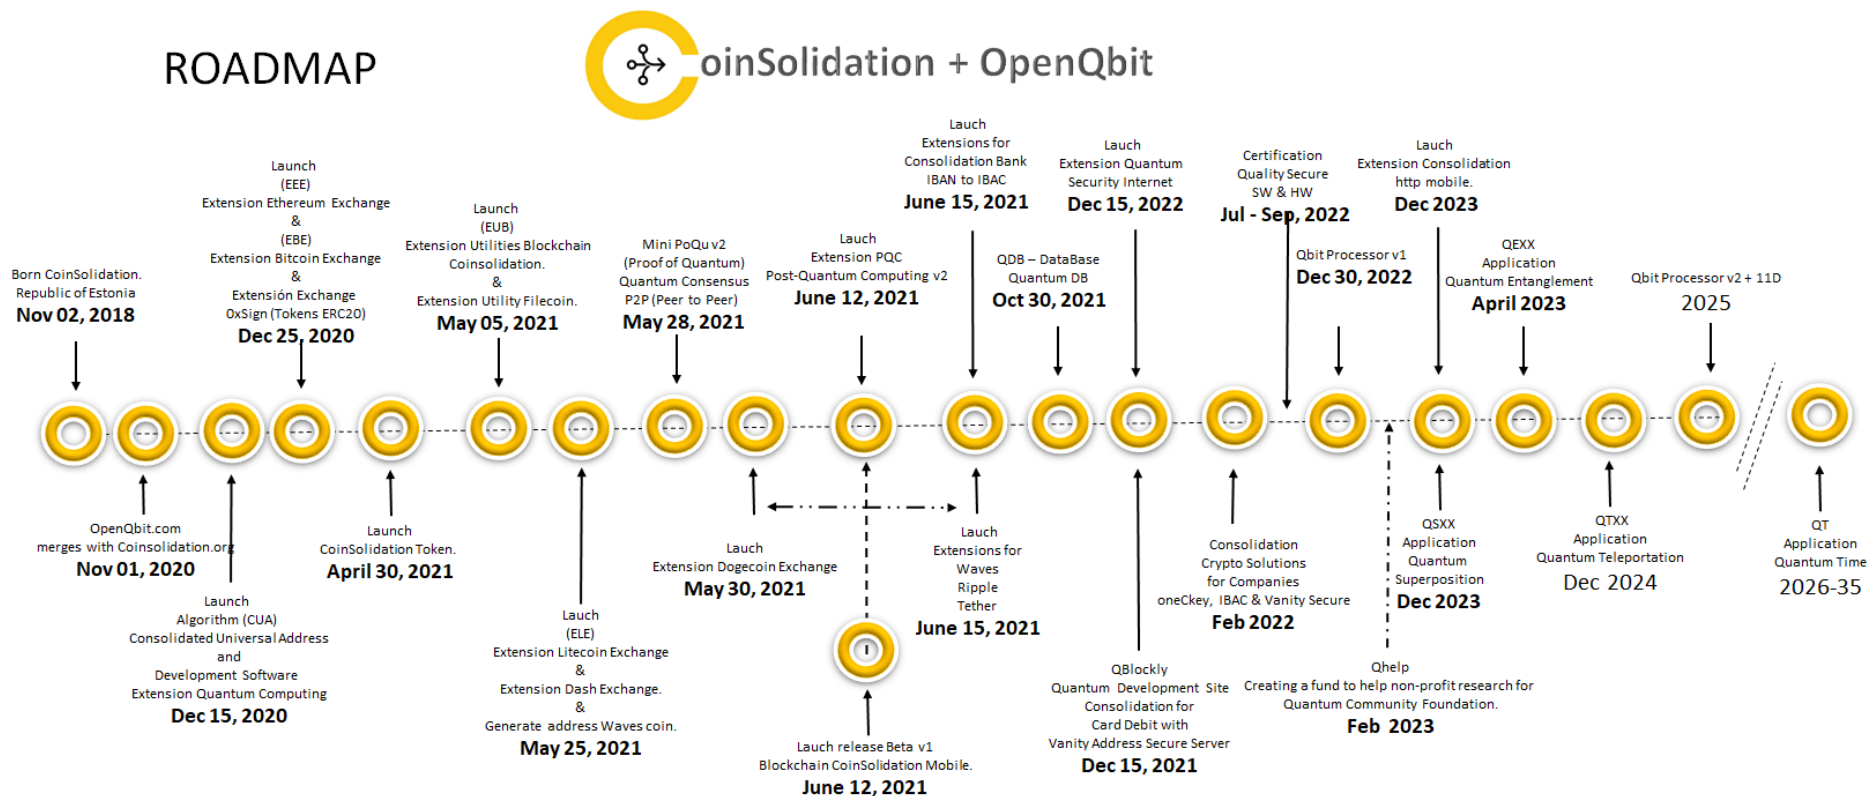 ROADMAP
oinSolidation + OpenQbit
Born CoinSolidation.
Republic of Estonia
Nov 02, 2018
OpenQbit.com
merges with Coinsolidation.org
Nov 01, 2020
Launch
Algorithm (CUA)
Consolidated Universal Address
and
Development Software
Extension Quantum Computing
Dec 15, 2020
Launch
(EEE)
Extension Ethereum Exchange
&
(EBE)
Extension Bitcoin Exchange
&
Extensión Exchange
0xSign (Tokens ERC20)
Dec 25, 2020
Launch
CoinSolidation Token.
April 30, 2021
Launch
(EUB)
Extension Utilities Blockchain
Coinsolidation.
&
Extension Utility Filecoin.
May 05, 2021
Lauch
(ELE)
Extension Litecoin Exchange
&
Extension Dash Exchange.
&
Generate address Waves coin.
May 25, 2021
Mini PoQu v2
(Proof of Quantum)
Quantum Consensus
P2P (Peer to Peer)
May 28, 2021
Lauch
Extension Dogecoin Exchange
May 30, 2021
Lauch
Extension PQC
Post-Quantum Computing v2
June 12, 2021
Lauch release Beta v1
Blockchain CoinSolidation Mobile.
June 12, 2021
Lauch
Extensions for
Consolidation Bank
IBAN to IBAC
June 15, 2021
Lauch
Extensions for
Waves
Ripple
Tether
June 15, 2021
QDB – DataBase
Quantum DB
Oct 30, 2021
Lauch
Extension Quantum
Security Internet
Dec 15, 2022
QBlockly
Quantum Development Site
Consolidation for
Card Debit with
Vanity Address Secure Server
Dec 15, 2021
Consolidation
Crypto Solutions
for Companies
oneCkey, IBAC & Vanity Secure
Feb 2022
Certification
Quality Secure
SW & HW
Jul - Sep, 2022
Qbit Processor v1
Dec 30, 2022
Qhelp
Creating a fund to help non-profit research for
Quantum Community Foundation.
Feb 2023
Lauch
Extension Consolidation
http mobile.
Dec 2023
QSXX
Application
Quantum
Superposition
Dec 2023
QEXX
Application
Quantum Entanglement
April 2023
QTXX
Application
Quantum Teleportation
Dec 2024
Qbit Processor v2 + 11D
2025
QT
Application
Quantum Time
2026-35